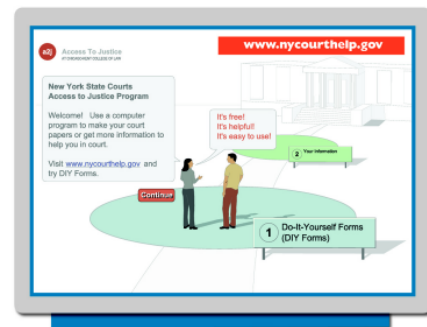 www.nycourthelp.gov
a2j
Access To Justice
AT CHICAGO-KENT COLLEGE OF LAW
New York State Courts
Access to Justice Program
Welcome! Use a computer
program to make your court
papers or get more information to
help you in court.
Visit www.nycourthelp.gov and
try DIY Forms.
It's free!
It's helpful!
It's easy to use!
2 Your Information
Continue
1 Do-It-Yourself Forms
(DIY Forms)